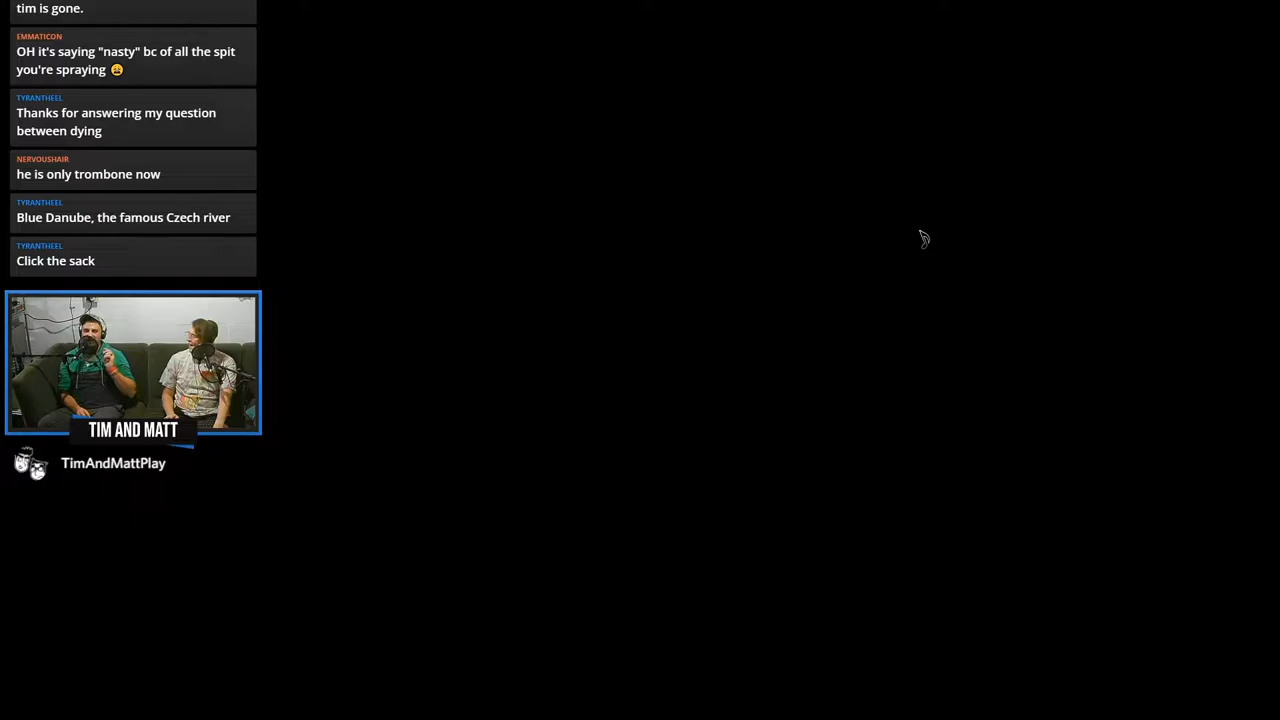 tim is gone.
EMMATICON
OH it's saying "nasty" bc of all the spit
you're spraying 😩
TYRANTHEEL
Thanks for answering my question
between dying
NERVOUSHAIR
he is only trombone now
TYRANTHEEL
Blue Danube, the famous Czech river
TYRANTHEEL
Click the sack
TIM AND MATT
TimAndMattPlay